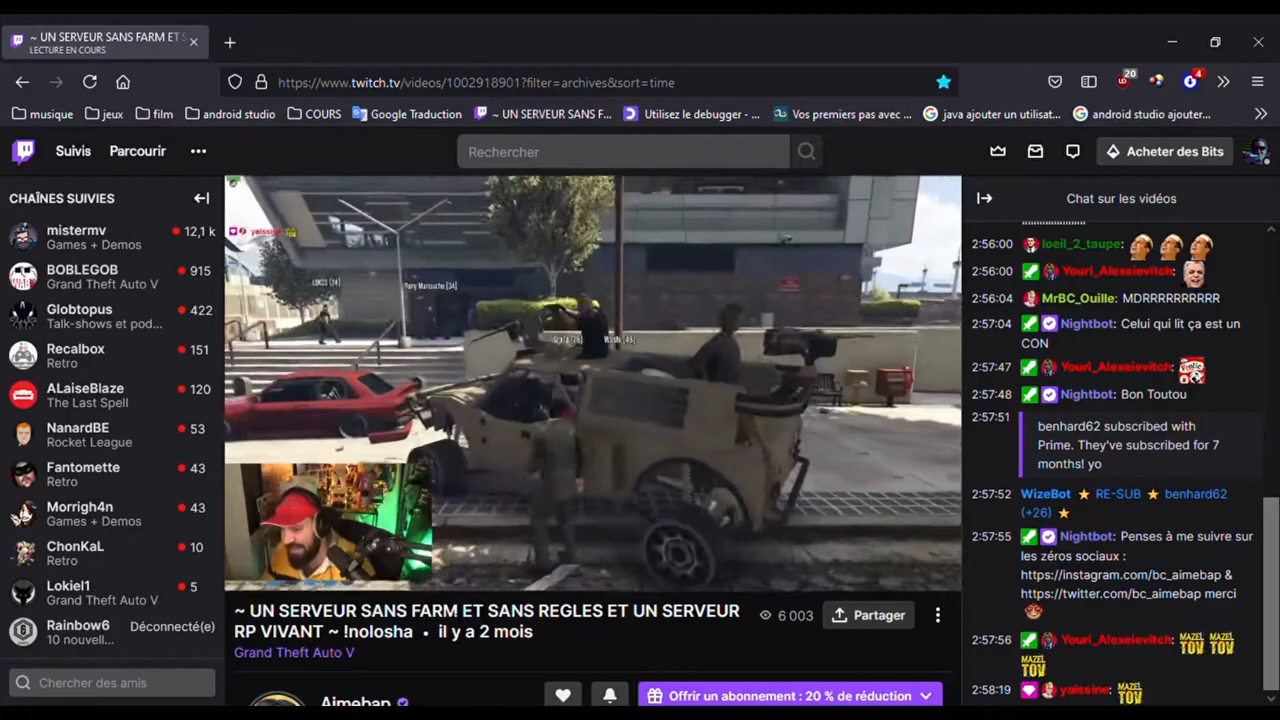 ~ UN SERVEUR SANS FARM ET S
LECTURE EN COURS
https://www.twitch.tv/videos/1002918901?filter=archives&sort=time
20
4
musique
jeux
film
android studio
COURS
Google Traduction
~ UN SERVEUR SANS F...
Utilisez le debugger - ...
Vos premiers pas avec ...
java ajouter un utilisat...
android studio ajouter...
Suivis
Parcourir
Rechercher
Acheter des Bits
CHAÎNES SUIVIES
mistermv
12,1 k
Games + Demos
BOBLEGOB
915
Grand Theft Auto V
Globtopus
422
Talk-shows et pod...
Recalbox
151
Retro
ALaiseBlaze
120
The Last Spell
NanardBE
53
Rocket League
Fantomette
43
Retro
Morrigh4n
43
Games + Demos
ChonKaL
10
Retro
Lokiel1
5
Grand Theft Auto V
Rainbow6
Déconnecté(e)
10 nouvell...
Chercher des amis
yaissine
Pony Manouche [34]
~ UN SERVEUR SANS FARM ET SANS REGLES ET UN SERVEUR
RP VIVANT ~ !nolosha • il y a 2 mois
Grand Theft Auto V
6 003
Partager
Aimebap
Offrir un abonnement : 20 % de réduction
Chat sur les vidéos
2:56:00 loeil_2_taupe:
2:56:00 Youri_Alexeievitch:
2:56:04 MrBC_Ouille: MDRRRRRRRRRR
2:57:04 Nightbot: Celui qui lit ça est un
CON
2:57:47 Youri_Alexeievitch:
2:57:48 Nightbot: Bon Toutou
2:57:51
benhard62 subscribed with
Prime. They've subscribed for 7
months! yo
2:57:52 WizeBot RE-SUB benhard62
(+26)
2:57:55 Nightbot: Penses à me suivre sur
les zéros sociaux :
https://instagram.com/bc_aimebap &
https://twitter.com/bc_aimebap merci
2:57:56 Youri_Alexeievitch: MAZEL TOV MAZEL TOV
MAZEL TOV
2:58:19 yaissine: MAZEL TOV